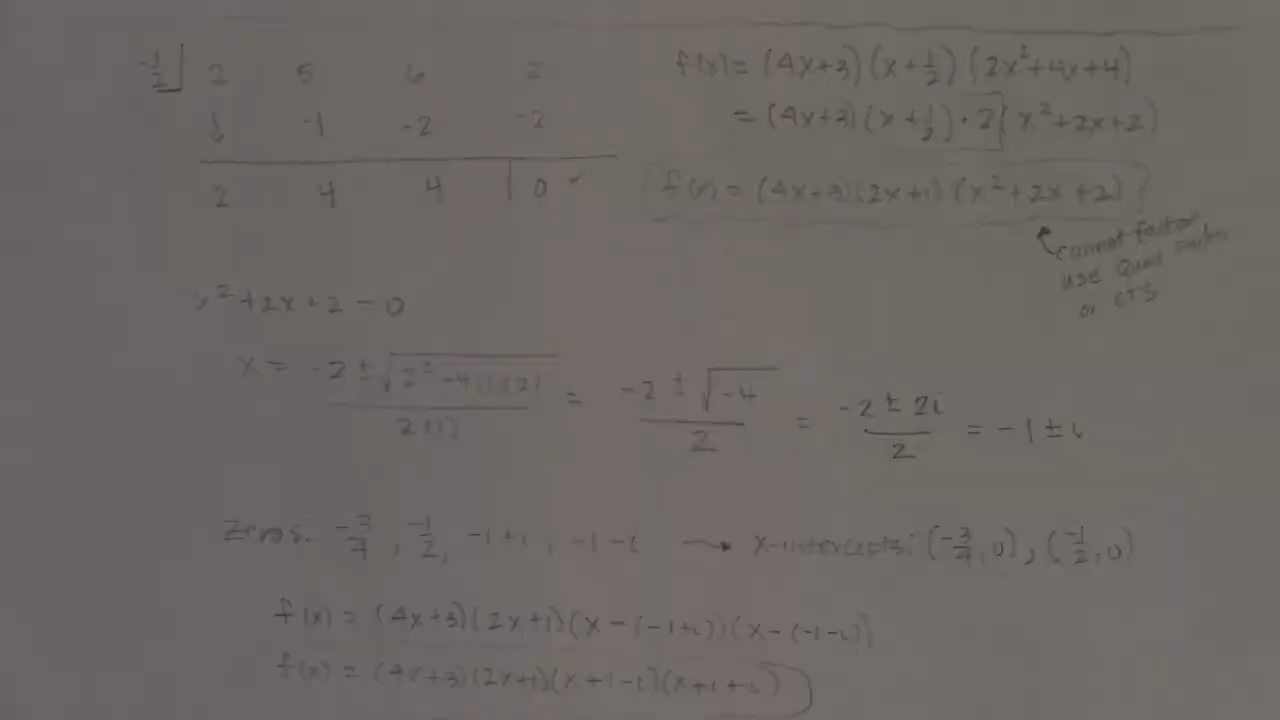 -1/2 | 2 5 6 2
↓ -1 -2 -2
2 4 4 | 0 ✓
f(x) = (4x+3)(x+1/2)(2x²+4x+4)
= (4x+3)(x+1/2)·2(x²+2x+2)
f(x) = (4x+3)(2x+1)(x²+2x+2)
cannot factor
use Quad
or CTS
x²+2x+2=0
x = (-2 ± √(2²-4(1)(2)))/2(1) = (-2 ± √-4)/2 = (-2 ± 2i)/2 = -1 ± i
Zeros: -3/4, -1/2, -1+i, -1-i → x-intercepts: (-3/4, 0), (-1/2, 0)
f(x) = (4x+3)(2x+1)(x-(-1+i))(x-(-1-i))
f(x) = (4x+3)(2x+1)(x+1-i)(x+1+i)